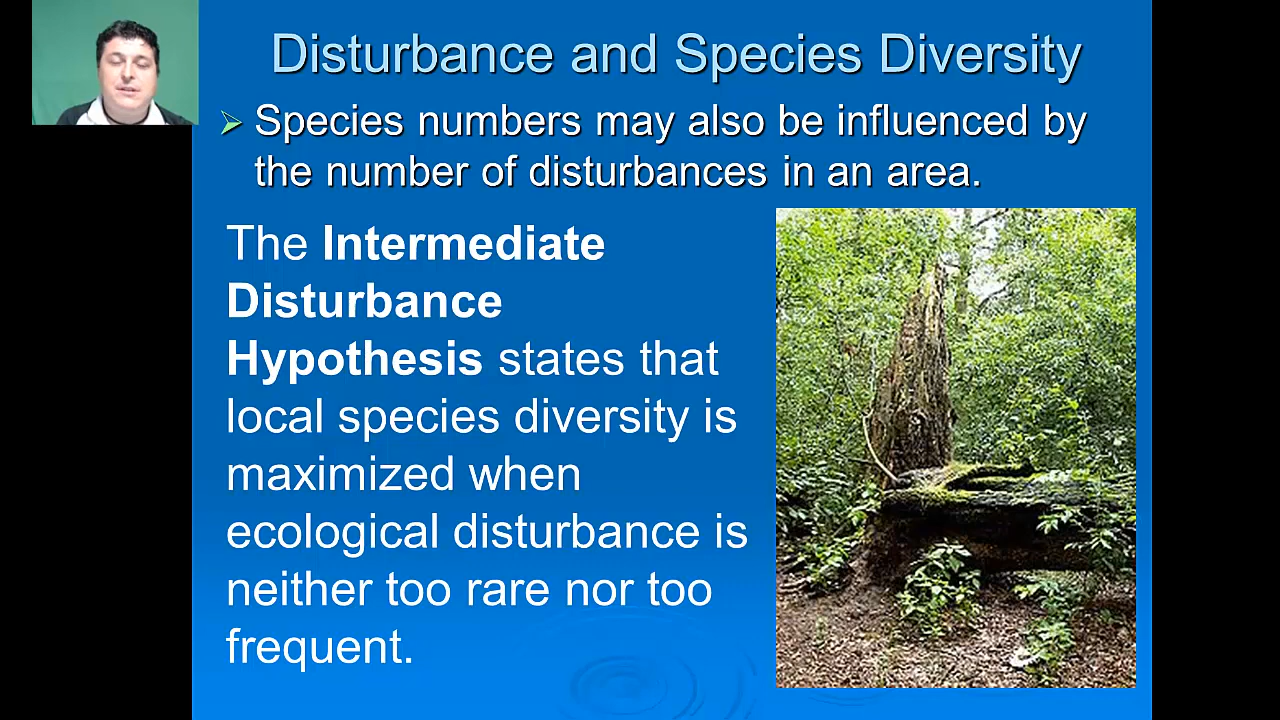 Disturbance and Species Diversity
Species numbers may also be influenced by
the number of disturbances in an area.
The Intermediate
Disturbance
Hypothesis states that
local species diversity is
maximized when
ecological disturbance is
neither too rare nor too
frequent.